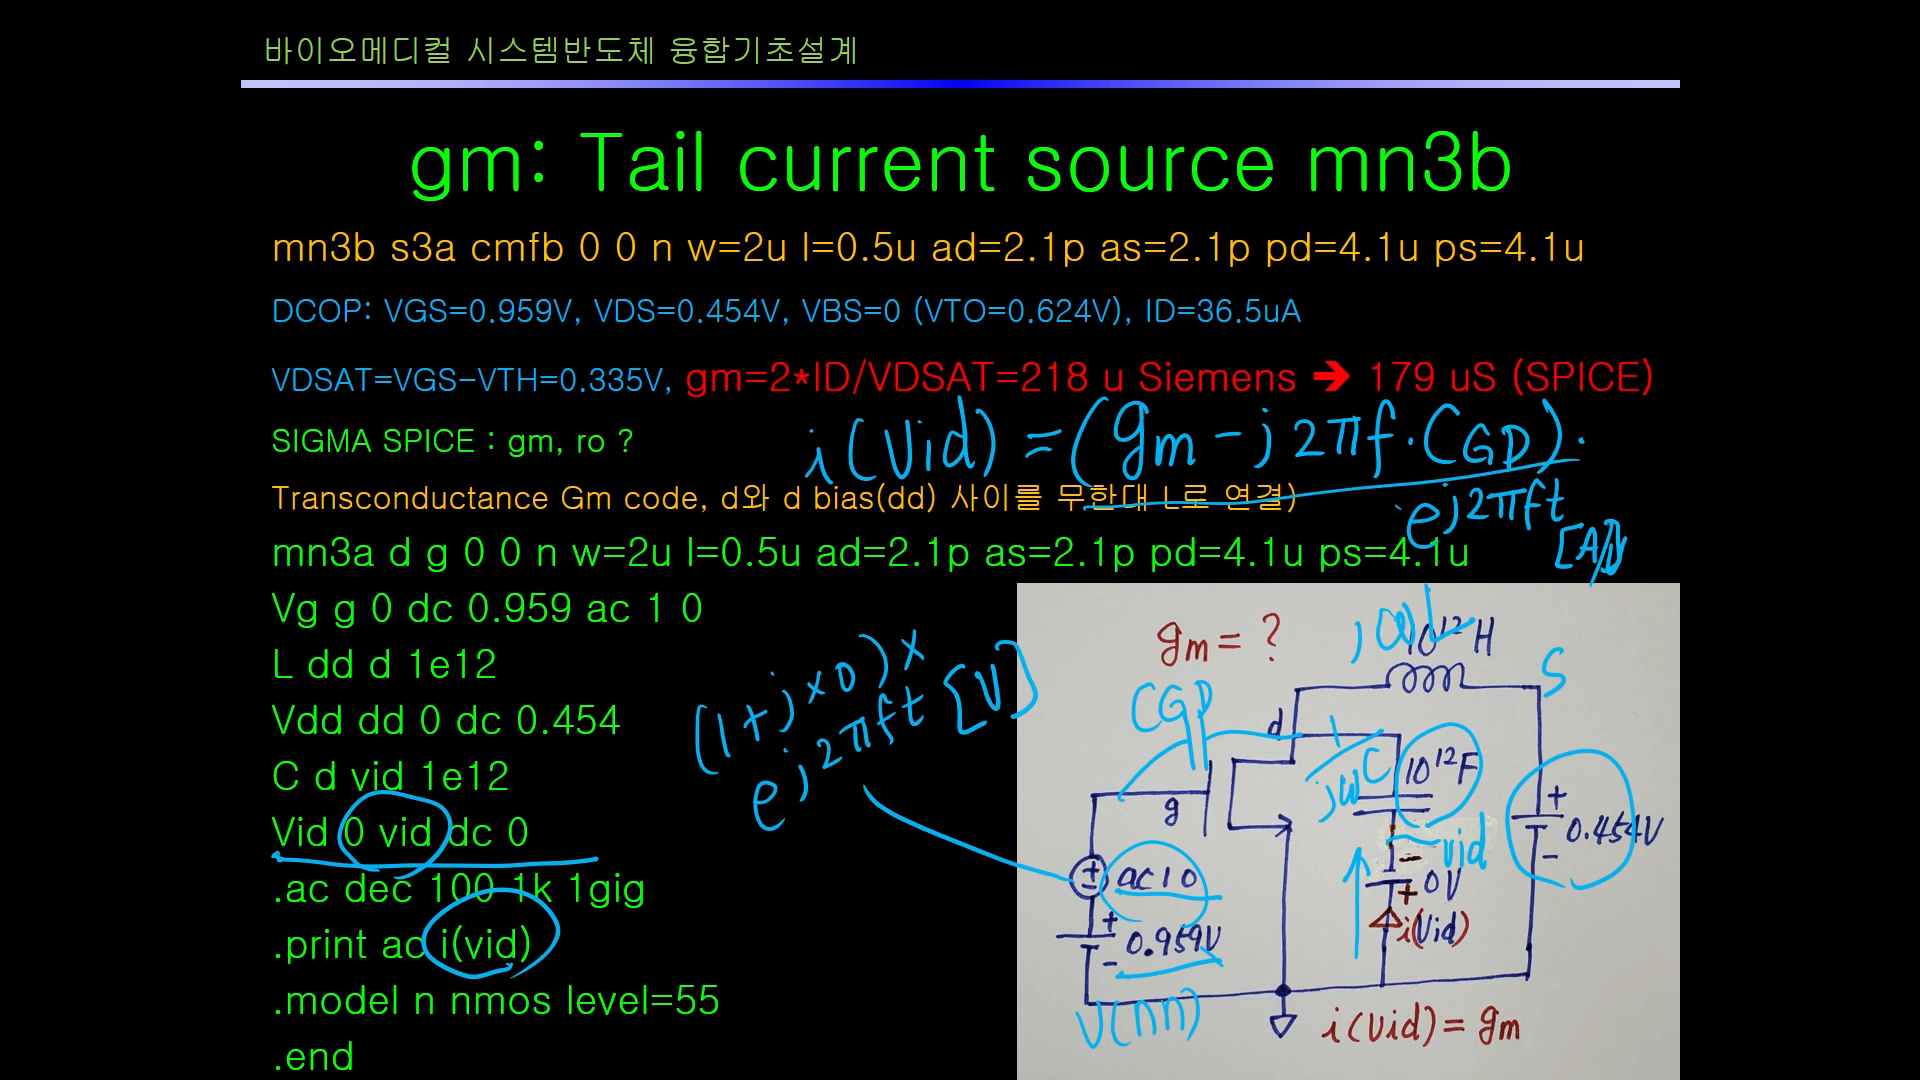 바이오메디컬 시스템반도체 융합기초설계
gm: Tail current source mn3b
mn3b s3a cmfb 0 0 n w=2u l=0.5u ad=2.1p as=2.1p pd=4.1u ps=4.1u
DCOP: VGS=0.959V, VDS=0.454V, VBS=0 (VTO=0.624V), ID=36.5uA
VDSAT=VGS-VTH=0.335V, gm=2*ID/VDSAT=218 u Siemens ➔ 179 uS (SPICE)
SIGMA SPICE : gm, ro ?
i(Vid) = (gm - j2πf·CGD)·
ej2πft
[A]
Transconductance Gm code, d와 d bias(dd) 사이를 무한대 L로 연결)
mn3a d g 0 0 n w=2u l=0.5u ad=2.1p as=2.1p pd=4.1u ps=4.1u
Vg g 0 dc 0.959 ac 1 0
L dd d 1e12
Vdd dd 0 dc 0.454
C d vid 1e12
Vid 0 vid dc 0
.ac dec 100 1k 1gig
.print ac i(vid)
.model n nmos level=55
.end
(1+j×0)×
ej2πft [V]
gm = ?
jωL
10¹²H
S
CGD
d
1
jωC
10¹²F
g
+
0.454V
-
vid
-
0V
+
i(Vid)
ac 1 0
+
0.959V
-
V(nn)
i(Vid) = gm